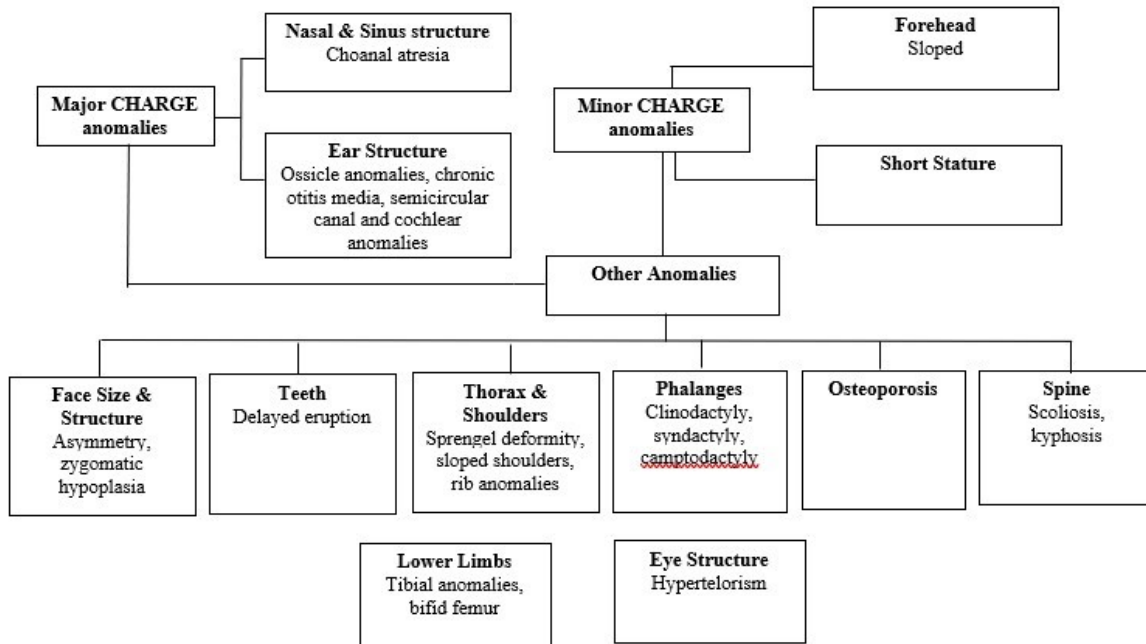 Nasal & Sinus structure
Choanal atresia
Forehead
Sloped
Major CHARGE
anomalies
Minor CHARGE
anomalies
Ear Structure
Ossicle anomalies, chronic
otitis media, semicircular
canal and cochlear
anomalies
Short Stature
Other Anomalies
Face Size &
Structure
Asymmetry,
zygomatic
hypoplasia
Teeth
Delayed eruption
Thorax &
Shoulders
Sprengel deformity,
sloped shoulders,
rib anomalies
Phalanges
Clinodactyly,
syndactyly,
camptodactyly
Osteoporosis
Spine
Scoliosis,
kyphosis
Lower Limbs
Tibial anomalies,
bifid femur
Eye Structure
Hypertelorism